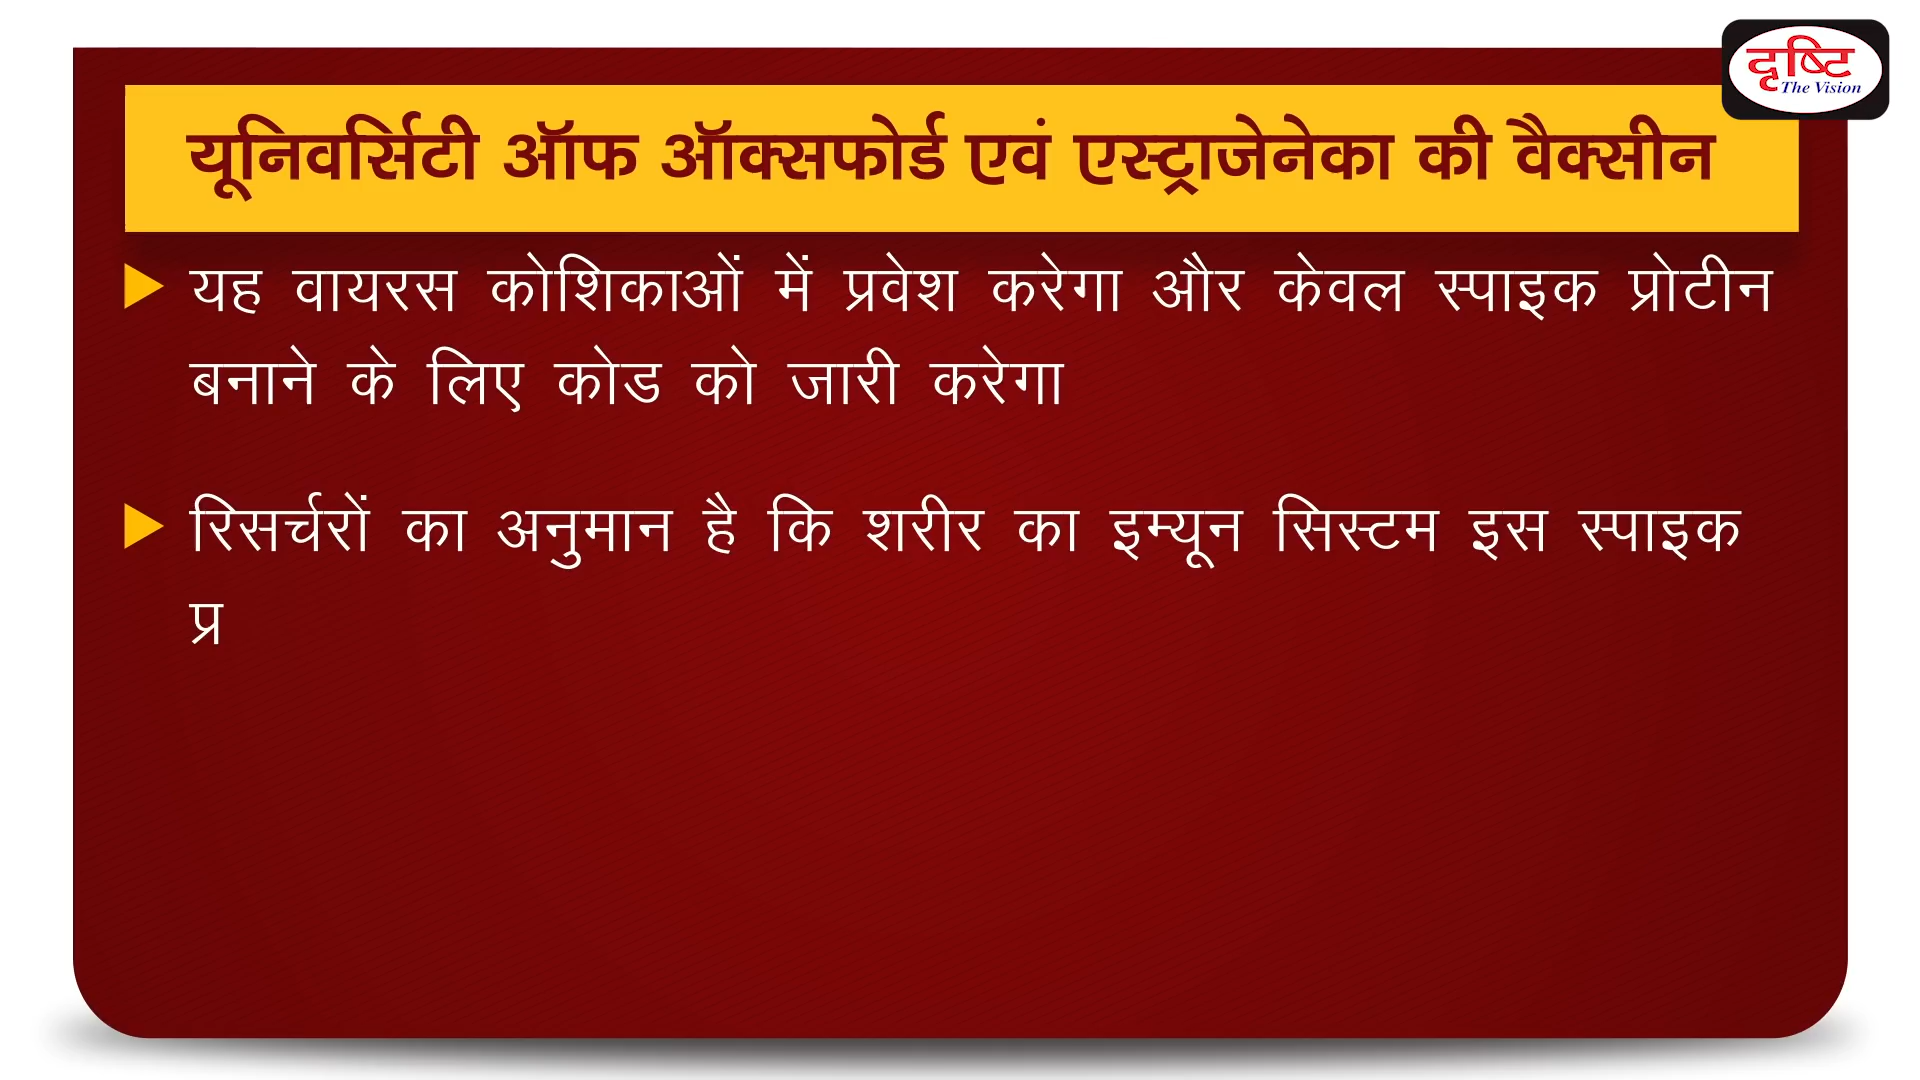 दृष्टि
The Vision
यूनिवर्सिटी ऑफ ऑक्सफोर्ड एवं एस्ट्राजेनेका की वैक्सीन
यह वायरस कोशिकाओं में प्रवेश करेगा और केवल स्पाइक प्रोटीन
बनाने के लिए कोड को जारी करेगा
रिसर्चरों का अनुमान है कि शरीर का इम्यून सिस्टम इस स्पाइक
प्र